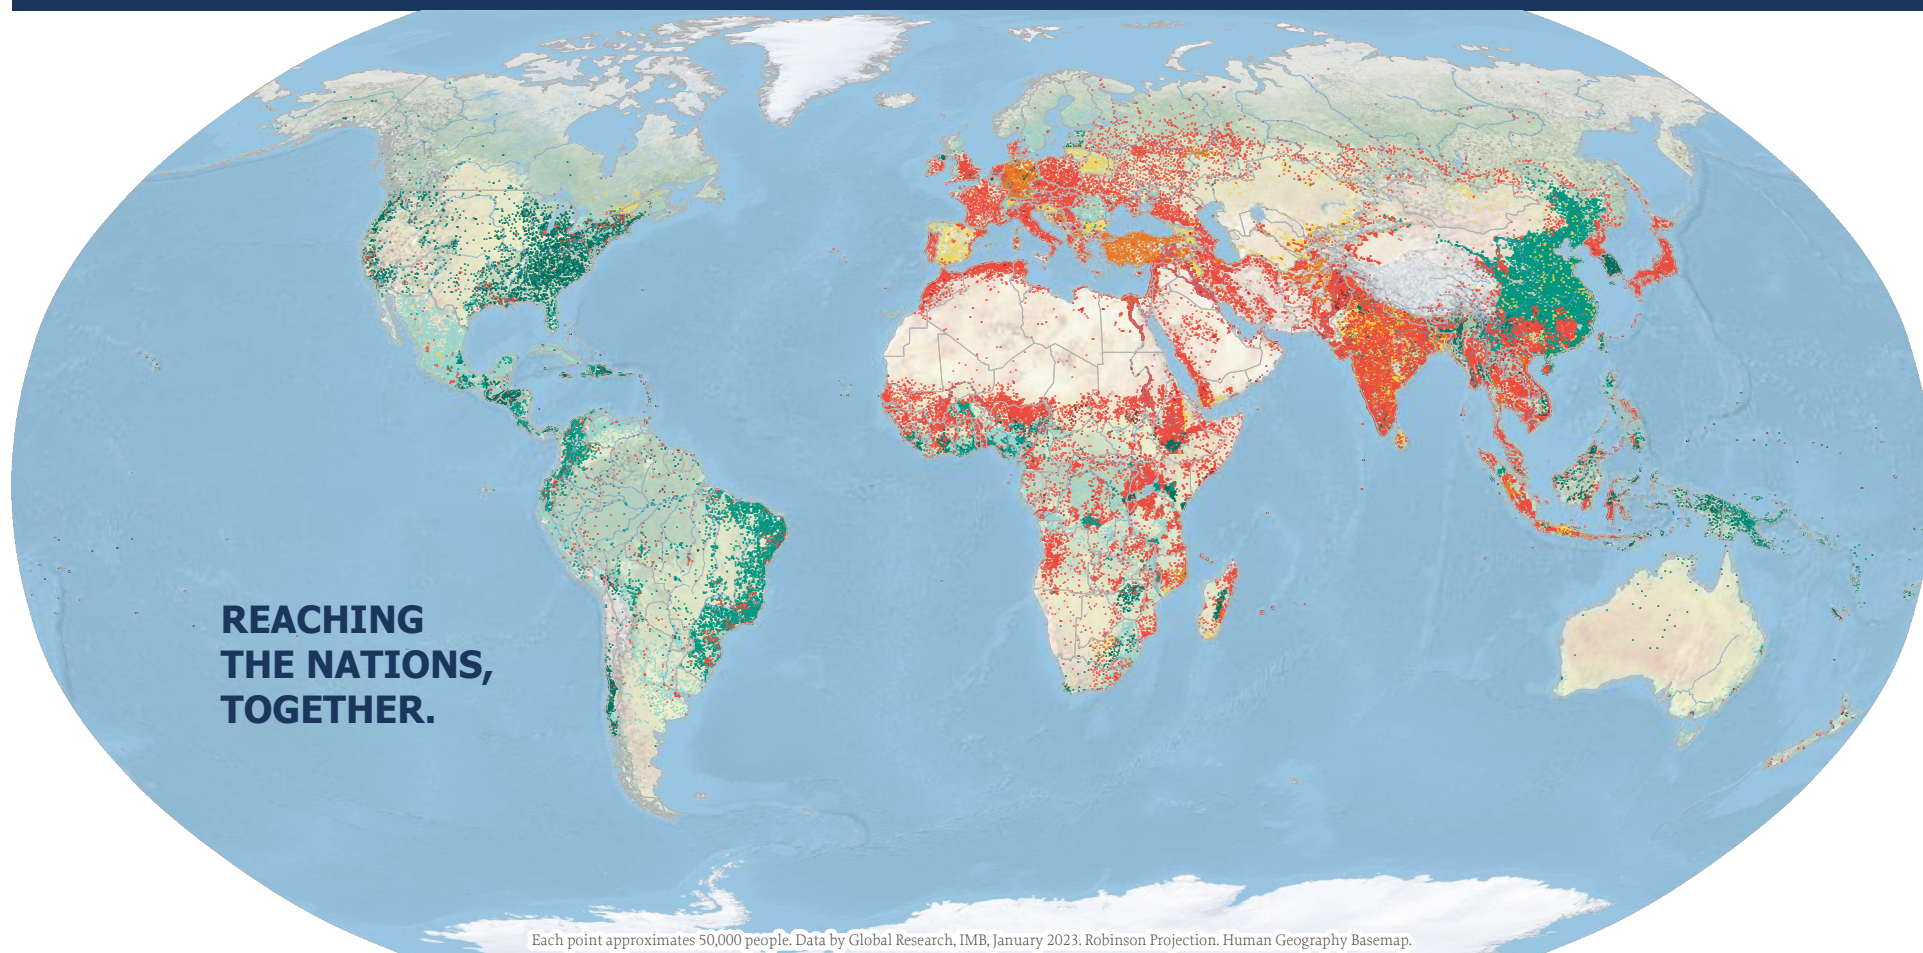 REACHING
THE NATIONS,
TOGETHER.
Each point approximates 50,000 people. Data by Global Research, IMB, January 2023. Robinson Projection. Human Geography Basemap.